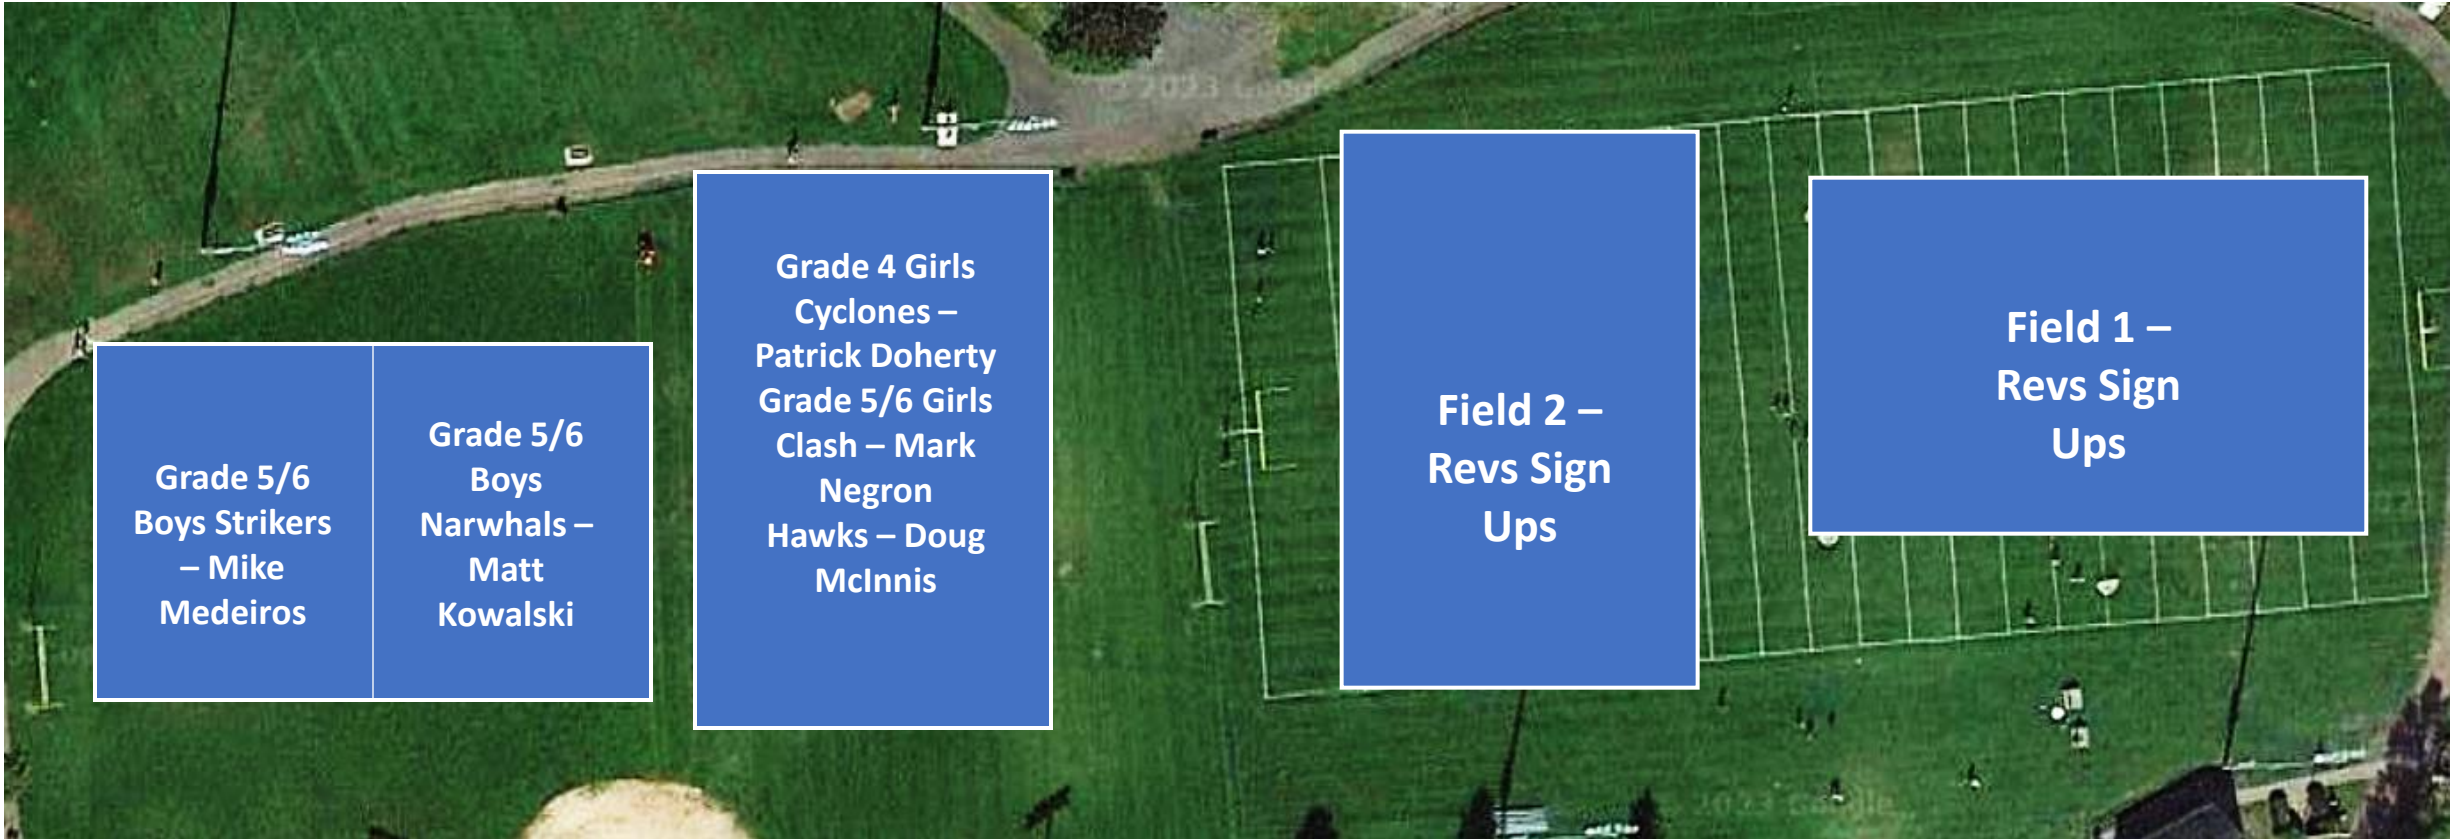 Grade 5/6
Boys Strikers
– Mike
Medeiros
Grade 5/6
Boys
Narwhals –
Matt
Kowalski
Grade 4 Girls
Cyclones –
Patrick Doherty
Grade 5/6 Girls
Clash – Mark
Negron
Hawks – Doug
McInnis
Field 2 –
Revs Sign
Ups
Field 1 –
Revs Sign
Ups
2023 Google